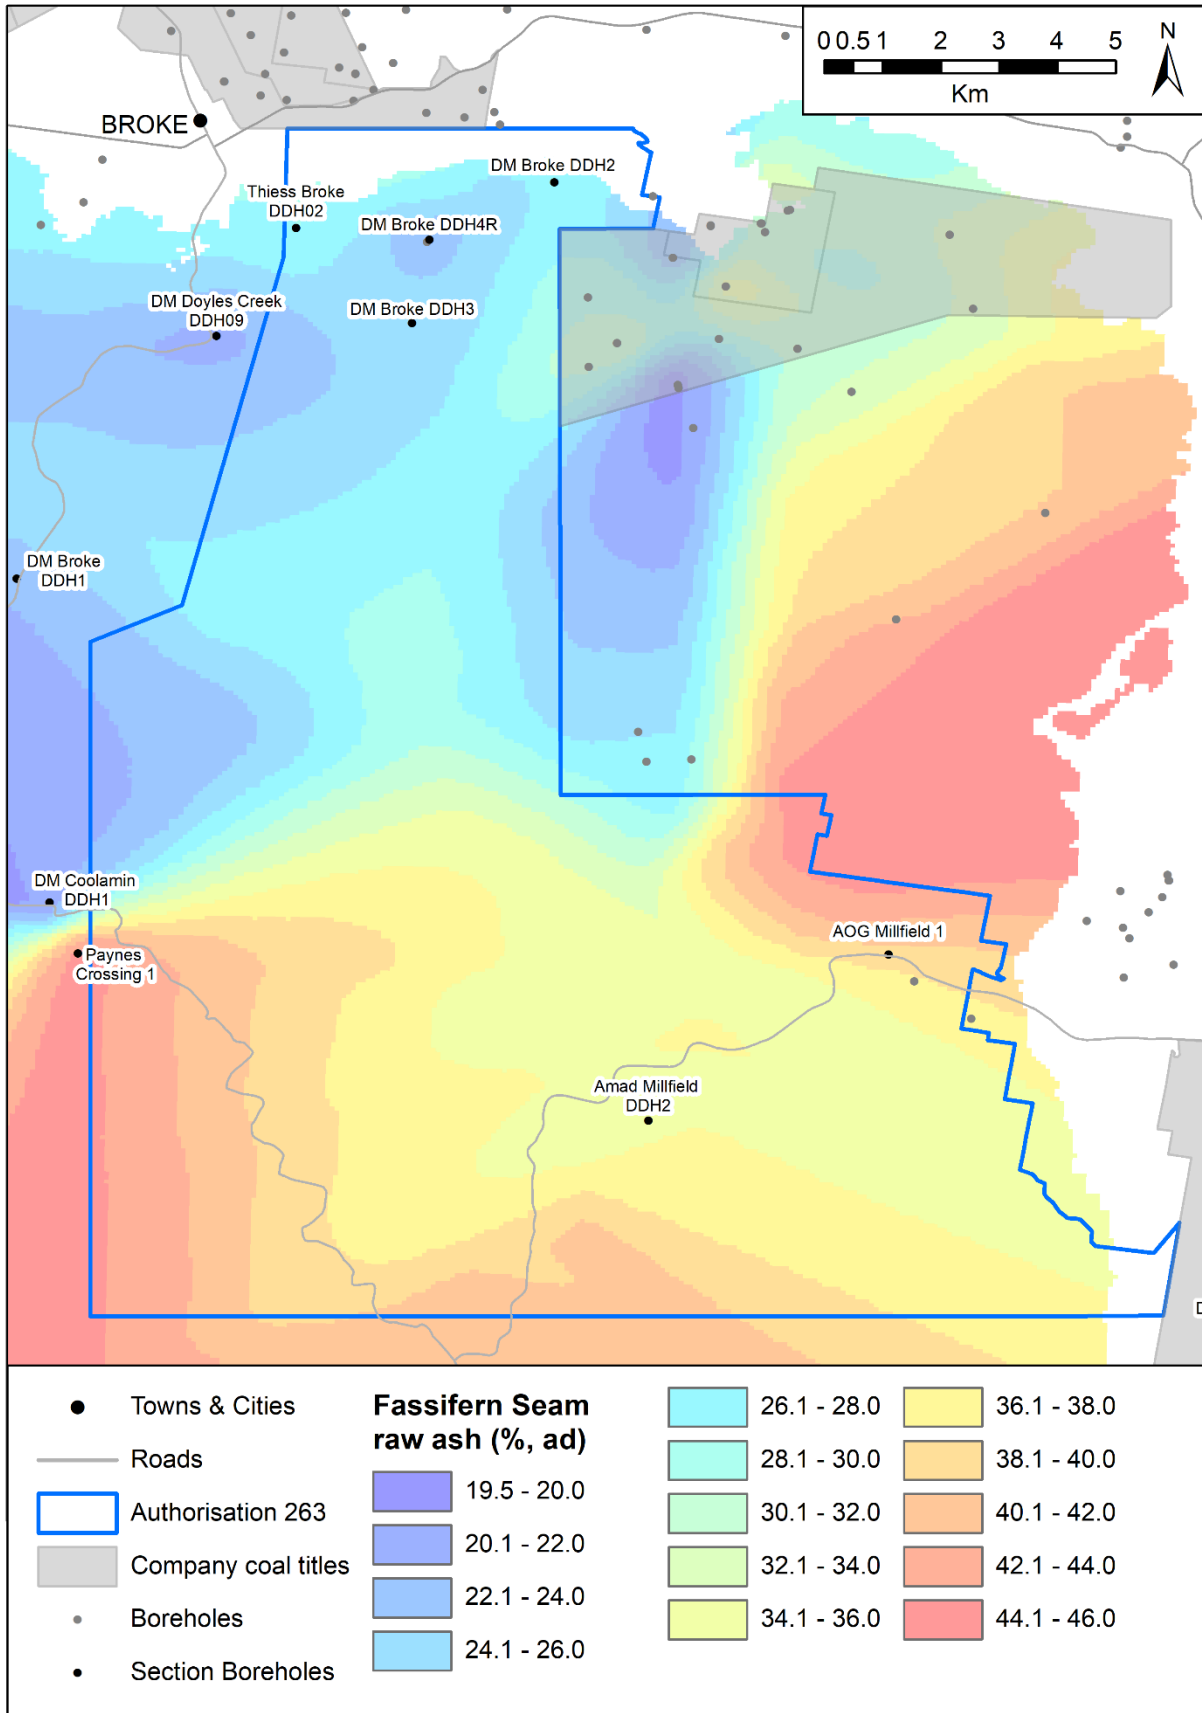 0 0.5 1 2 3 4 5
Km
N
BROKE
DM Broke DDH2
Thiess Broke
DDH02
DM Broke DDH4R
DM Doyles Creek
DDH09
DM Broke DDH3
DM Broke
DDH1
DM Coolamin
DDH1
Paynes
Crossing 1
AOG Millfield 1
Amad Millfield
DDH2
D
Towns & Cities
Roads
Authorisation 263
Company coal titles
Boreholes
Section Boreholes
Fassifern Seam
raw ash (%, ad)
19.5 - 20.0
20.1 - 22.0
22.1 - 24.0
24.1 - 26.0
26.1 - 28.0
28.1 - 30.0
30.1 - 32.0
32.1 - 34.0
34.1 - 36.0
36.1 - 38.0
38.1 - 40.0
40.1 - 42.0
42.1 - 44.0
44.1 - 46.0